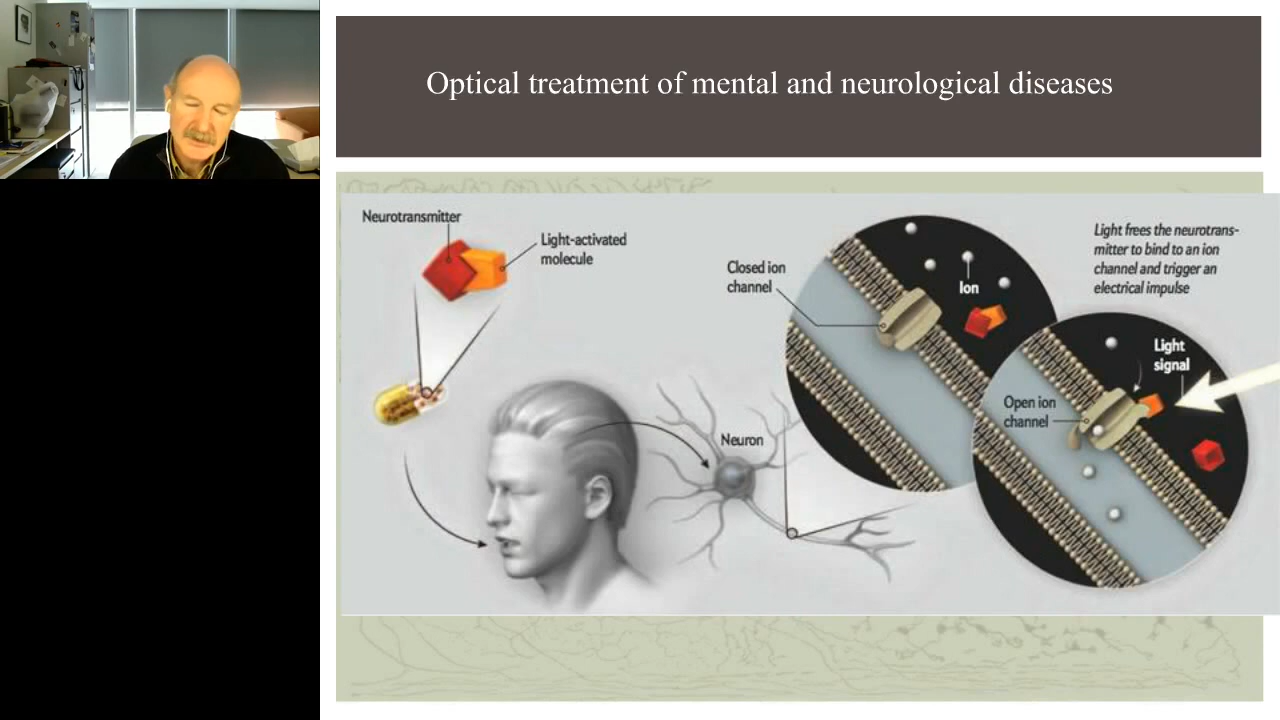 Optical treatment of mental and neurological diseases
Neurotransmitter
Light-activated
molecule
Closed ion
channel
Ion
Light frees the neurotrans-
mitter to bind to an ion
channel and trigger an
electrical impulse
Light
signal
Open ion
channel
Neuron